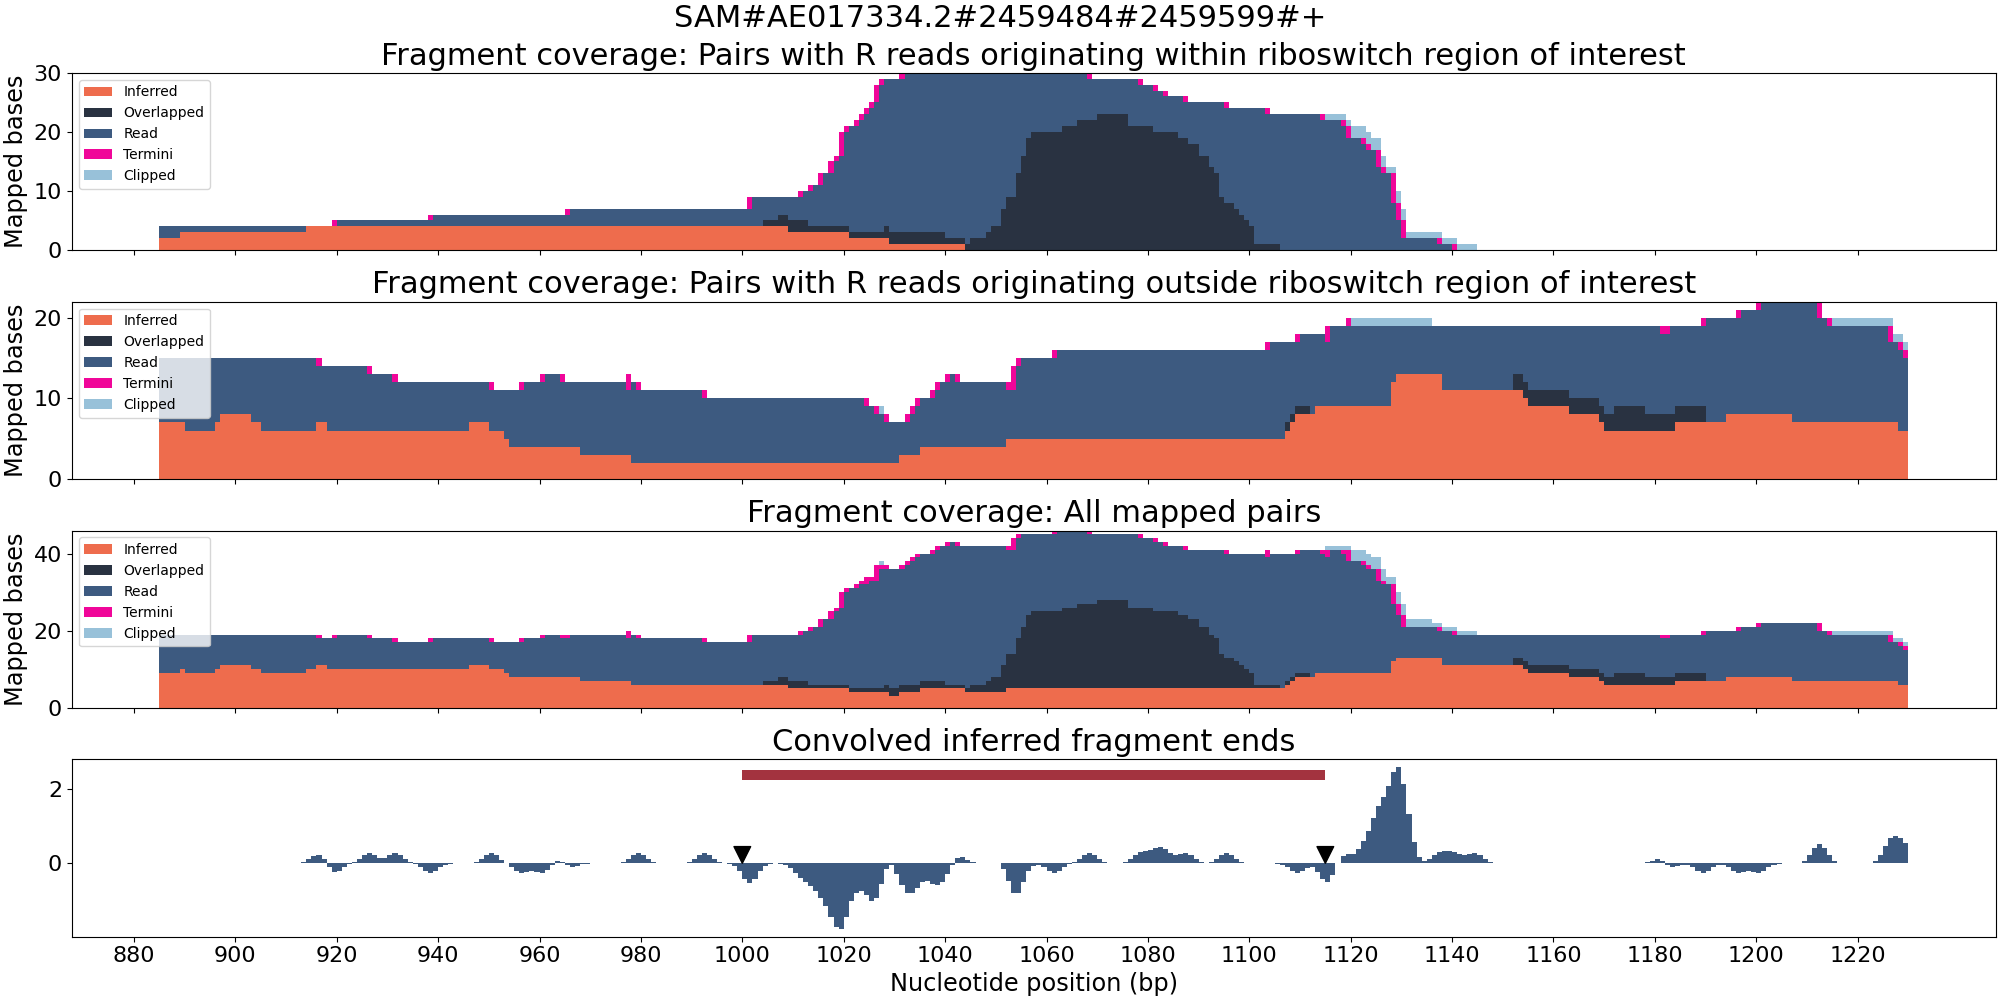 SAM#AE017334.2#2459484#2459599#+
Fragment coverage: Pairs with R reads originating within riboswitch region of interest
Mapped bases
30
20
10
0
Inferred
Overlapped
Read
Termini
Clipped
Fragment coverage: Pairs with R reads originating outside riboswitch region of interest
Mapped bases
20
10
0
Inferred
Overlapped
Read
Termini
Clipped
Fragment coverage: All mapped pairs
Mapped bases
40
20
0
Inferred
Overlapped
Read
Termini
Clipped
Convolved inferred fragment ends
2
0
880 900 920 940 960 980 1000 1020 1040 1060 1080 1100 1120 1140 1160 1180 1200 1220
Nucleotide position (bp)